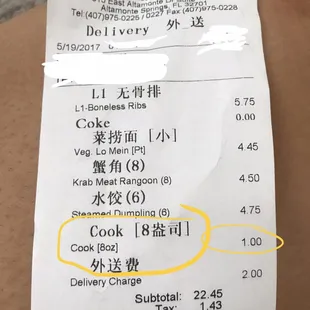 East Altamonte Dr
Altamonte Springs, FL 32701
Tel:(407)975-0226 / 0227 Fax (407)975-0228
Delivery 外 送
5/19/2017
L1 无骨排
L1-Boneless Ribs 5.75
Coke 0.00
菜捞面 [小]
Veg. Lo Mein [Pt] 4.45
蟹角(8)
Krab Meat Rangoon (8) 4.50
水饺(6)
Steamed Dumpling (6) 4.75
Cook [8盎司]
Cook [8oz] 1.00
外送费
Delivery Charge 2.00
Subtotal: 22.45
Tax: 1.43